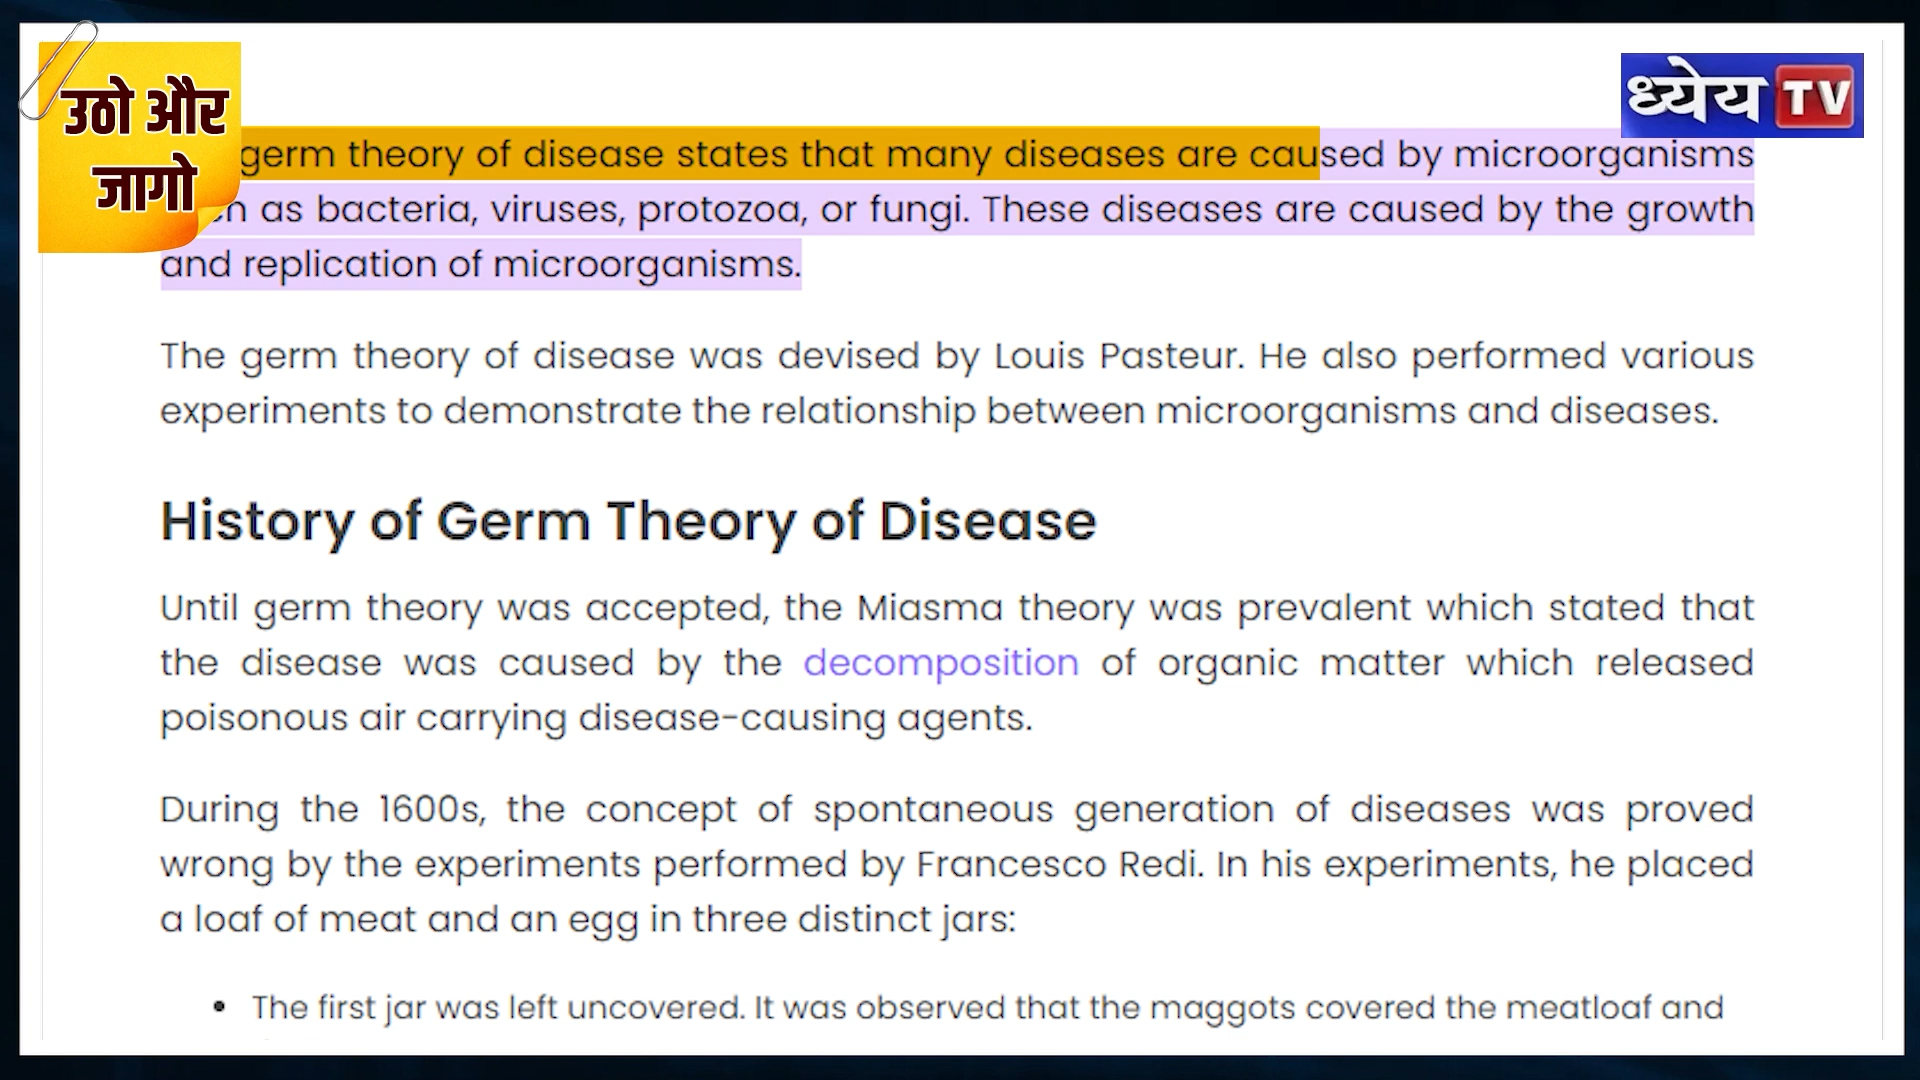 उठो और
जागो
ध्येय TV
germ theory of disease states that many diseases are caused by microorganisms
as bacteria, viruses, protozoa, or fungi. These diseases are caused by the growth
and replication of microorganisms.
The germ theory of disease was devised by Louis Pasteur. He also performed various
experiments to demonstrate the relationship between microorganisms and diseases.
History of Germ Theory of Disease
Until germ theory was accepted, the Miasma theory was prevalent which stated that
the disease was caused by the decomposition of organic matter which released
poisonous air carrying disease-causing agents.
During the 1600s, the concept of spontaneous generation of diseases was proved
wrong by the experiments performed by Francesco Redi. In his experiments, he placed
a loaf of meat and an egg in three distinct jars:
• The first jar was left uncovered. It was observed that the maggots covered the meatloaf and